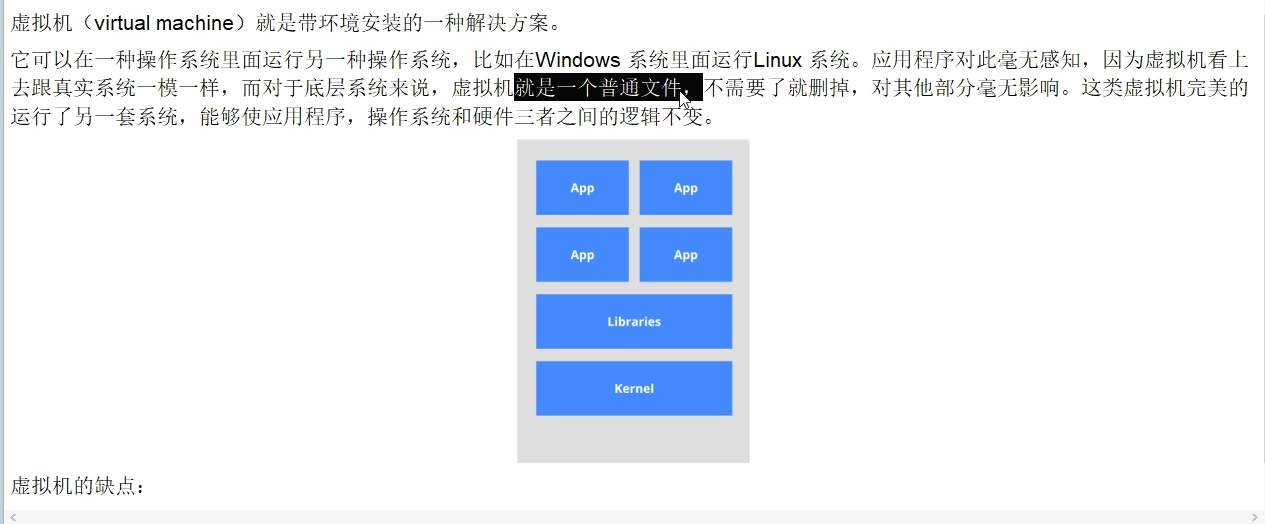 虚拟机（virtual machine）就是带环境安装的一种解决方案。
它可以在一种操作系统里面运行另一种操作系统，比如在Windows 系统里面运行Linux 系统。应用程序对此毫无感知，因为虚拟机看上
去跟真实系统一模一样，而对于底层系统来说，虚拟机就是一个普通文件，不需要了就删掉，对其他部分毫无影响。这类虚拟机完美的
运行了另一套系统，能够使应用程序，操作系统和硬件三者之间的逻辑不变。
App App
App App
Libraries
Kernel
虚拟机的缺点：